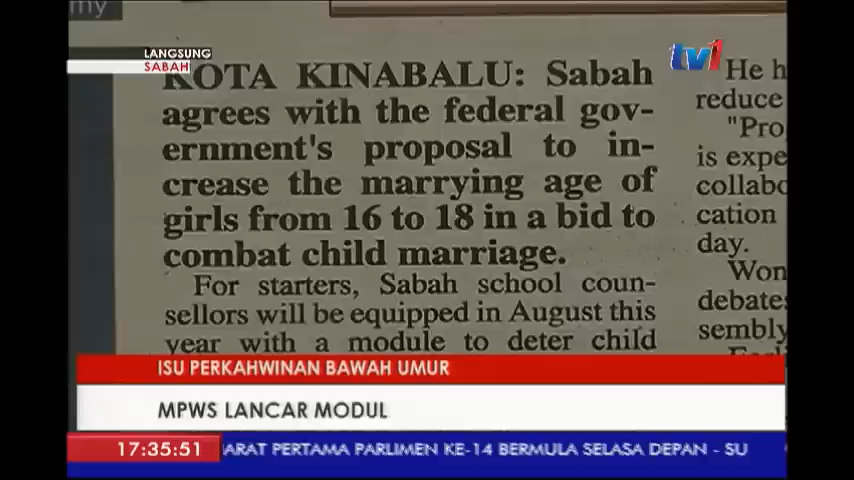 my
LANGSUNG
SABAH
tv1
KOTA KINABALU: Sabah
agrees with the federal gov-
ernment's proposal to in-
crease the marrying age of
girls from 16 to 18 in a bid to
combat child marriage.
For starters, Sabah school coun-
sellors will be equipped in August this
year with a module to deter child
He h
reduce
"Pro
is expe
collabo
cation
day.
Won
debate
sembly
ISU PERKAHWINAN BAWAH UMUR
MPWS LANCAR MODUL
17:35:51 ARAT PERTAMA PARLIMEN KE-14 BERMULA SELASA DEPAN - SU